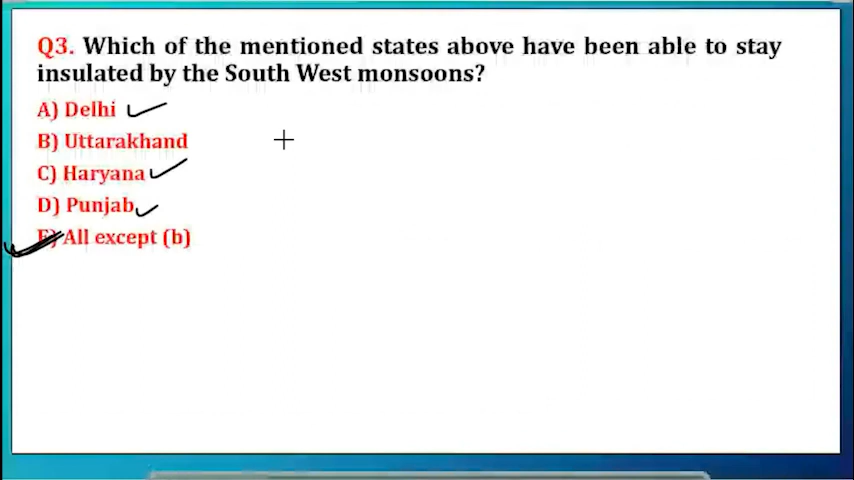 Q3. Which of the mentioned states above have been able to stay
insulated by the South West monsoons?
A) Delhi
B) Uttarakhand
C) Haryana
D) Punjab
E) All except (b)